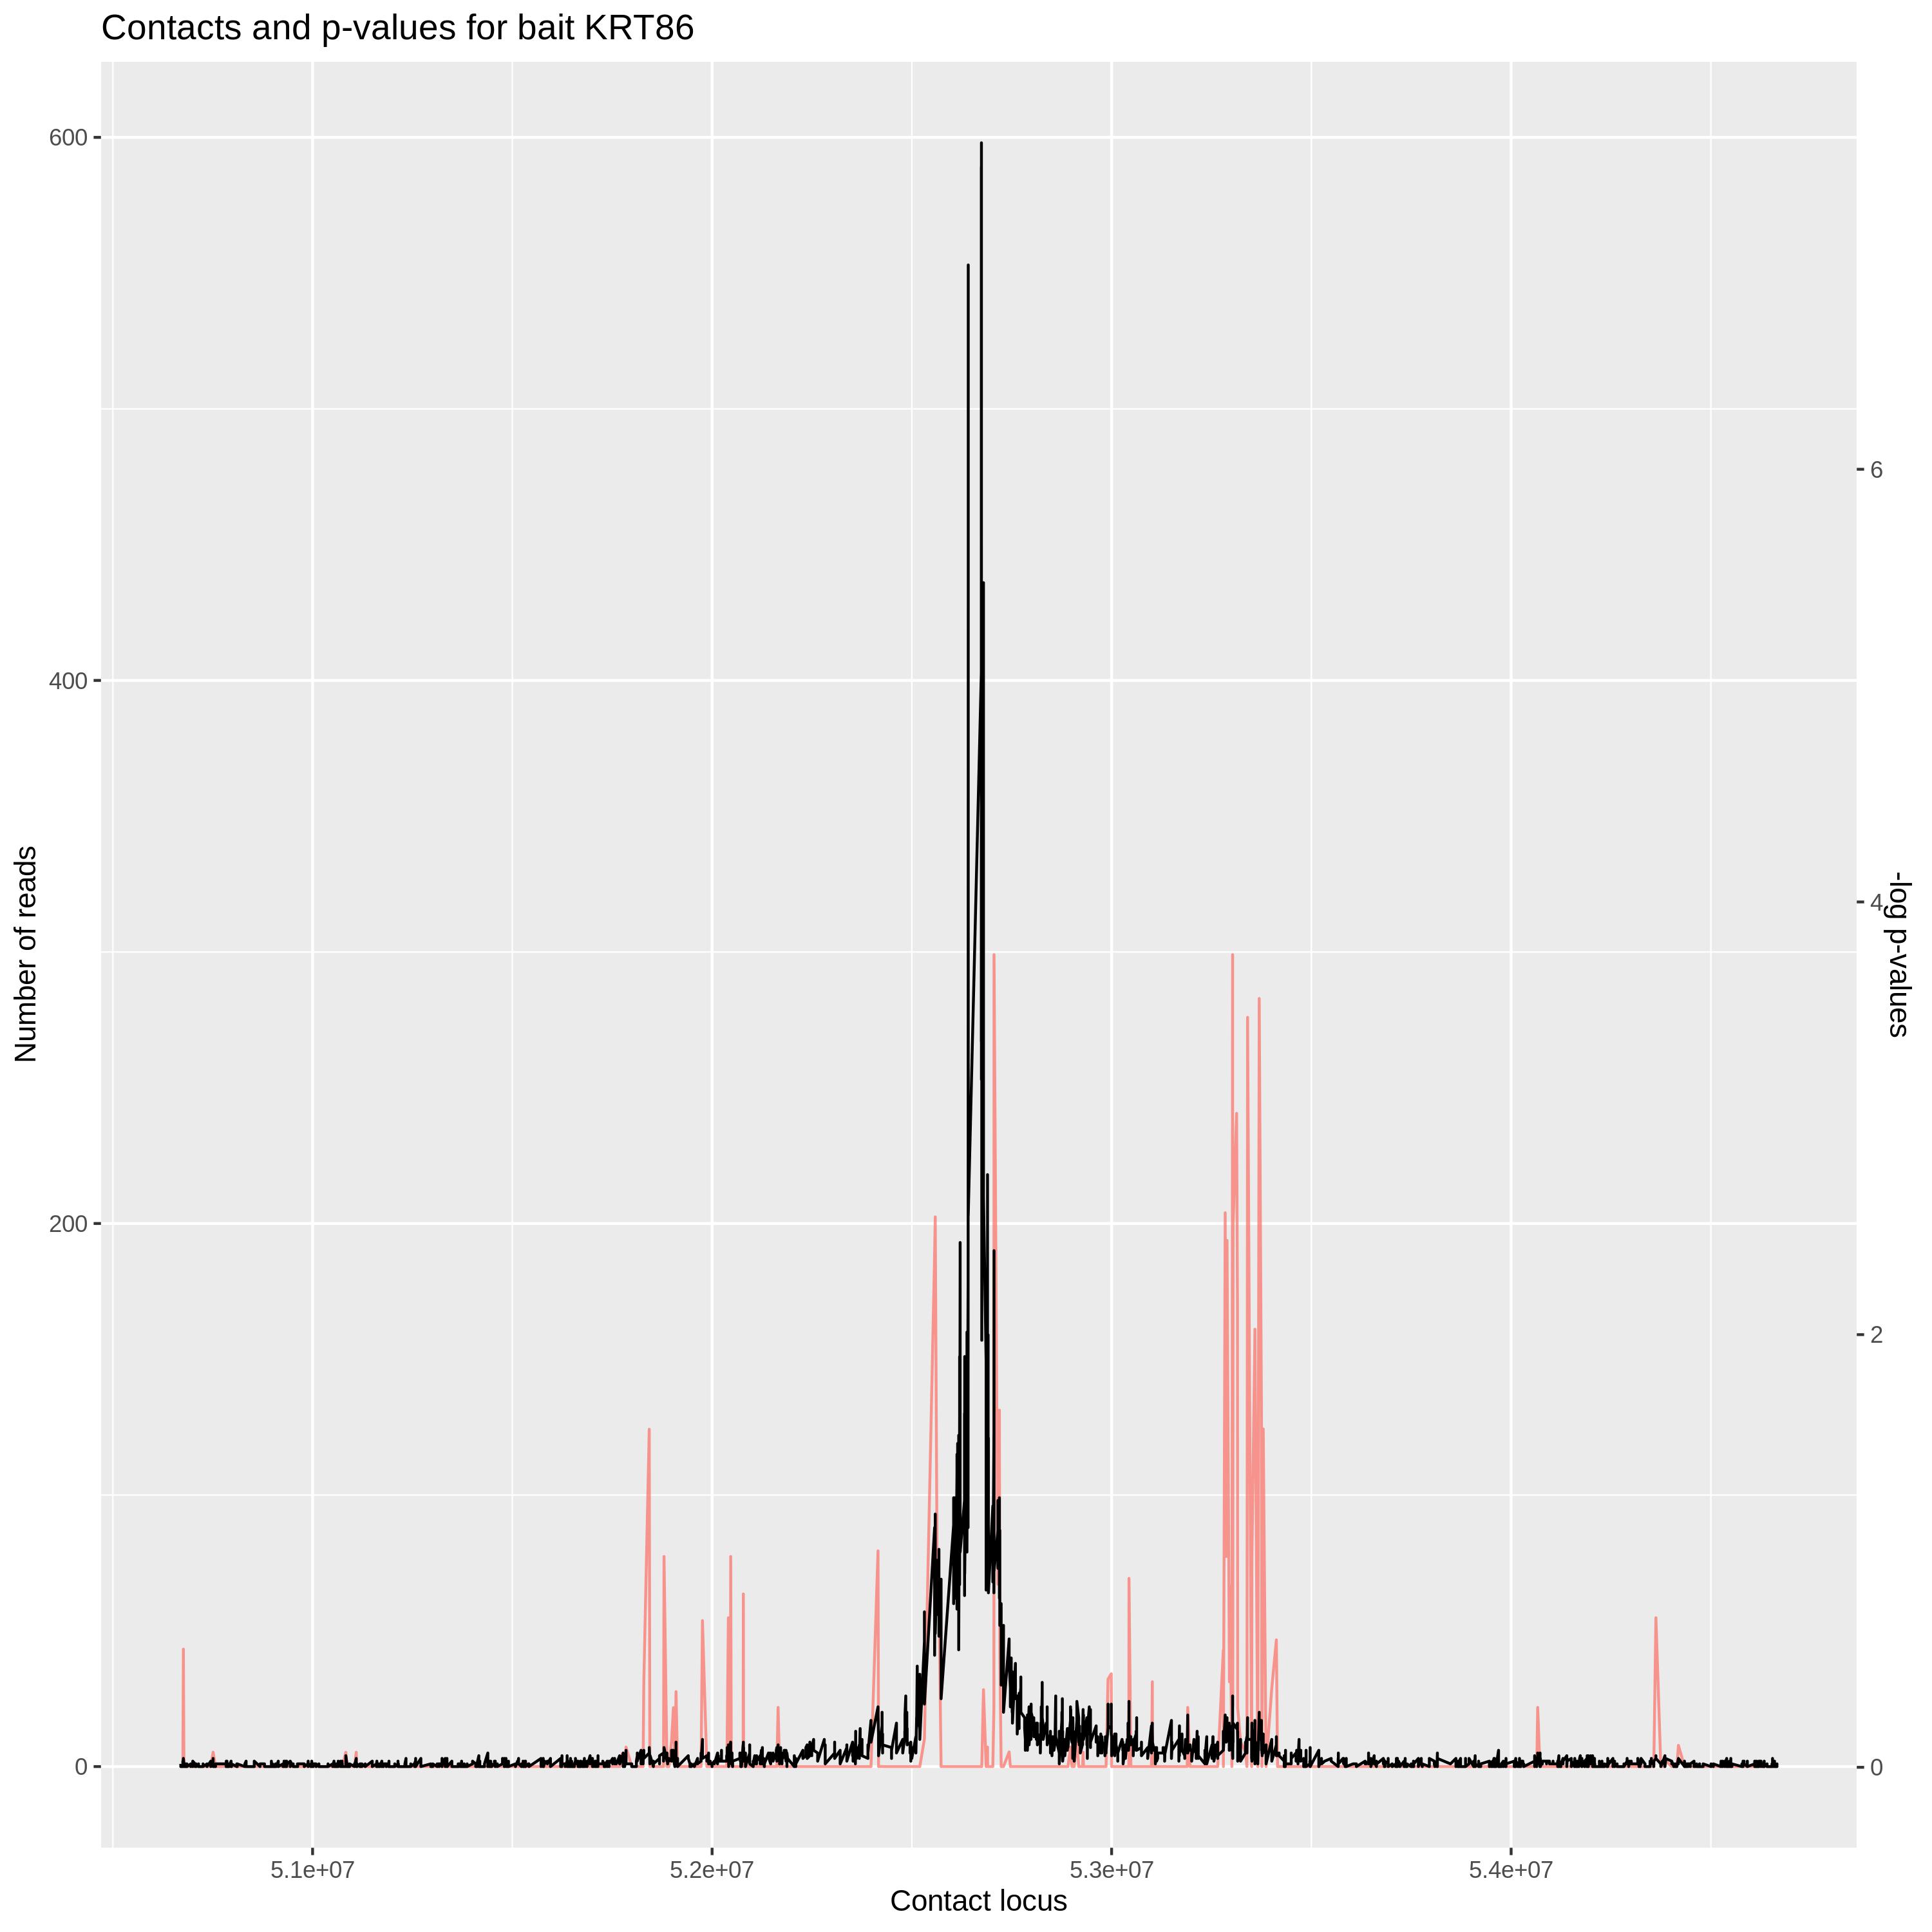 Contacts and p-values for bait KRT86
600
400
200
0
Number of reads
6
4
2
0
-log p-values
5.1e+07
5.2e+07
5.3e+07
5.4e+07
Contact locus